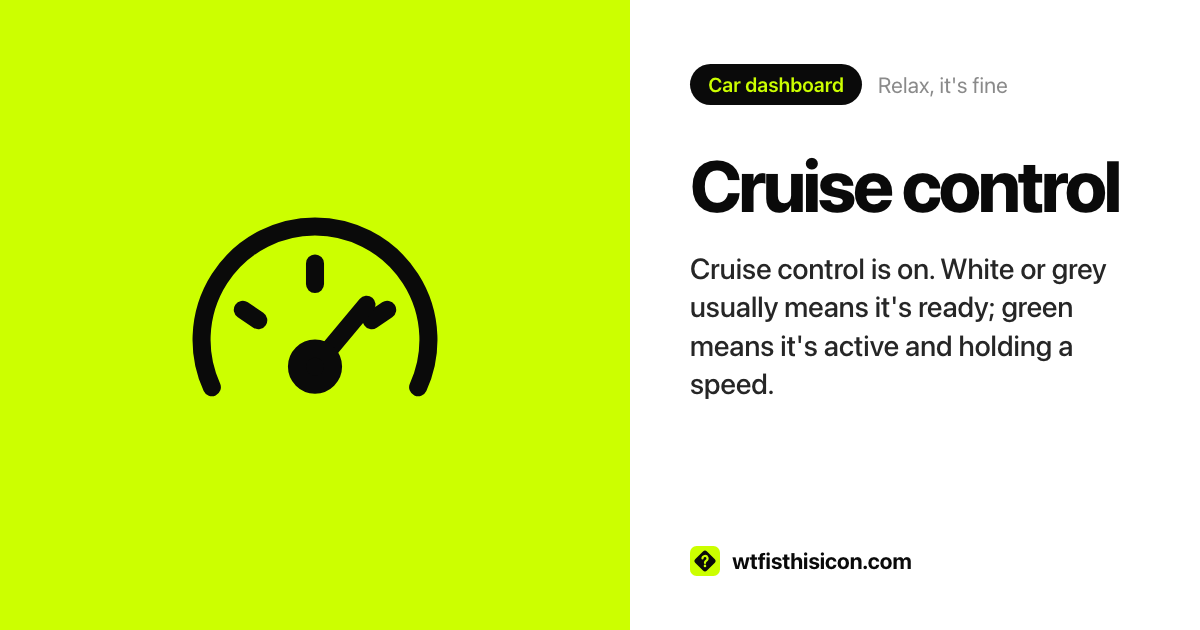 Car dashboard
Relax, it's fine
Cruise control
Cruise control is on. White or grey
usually means it's ready; green
means it's active and holding a
speed.
?
wtfisthisicon.com